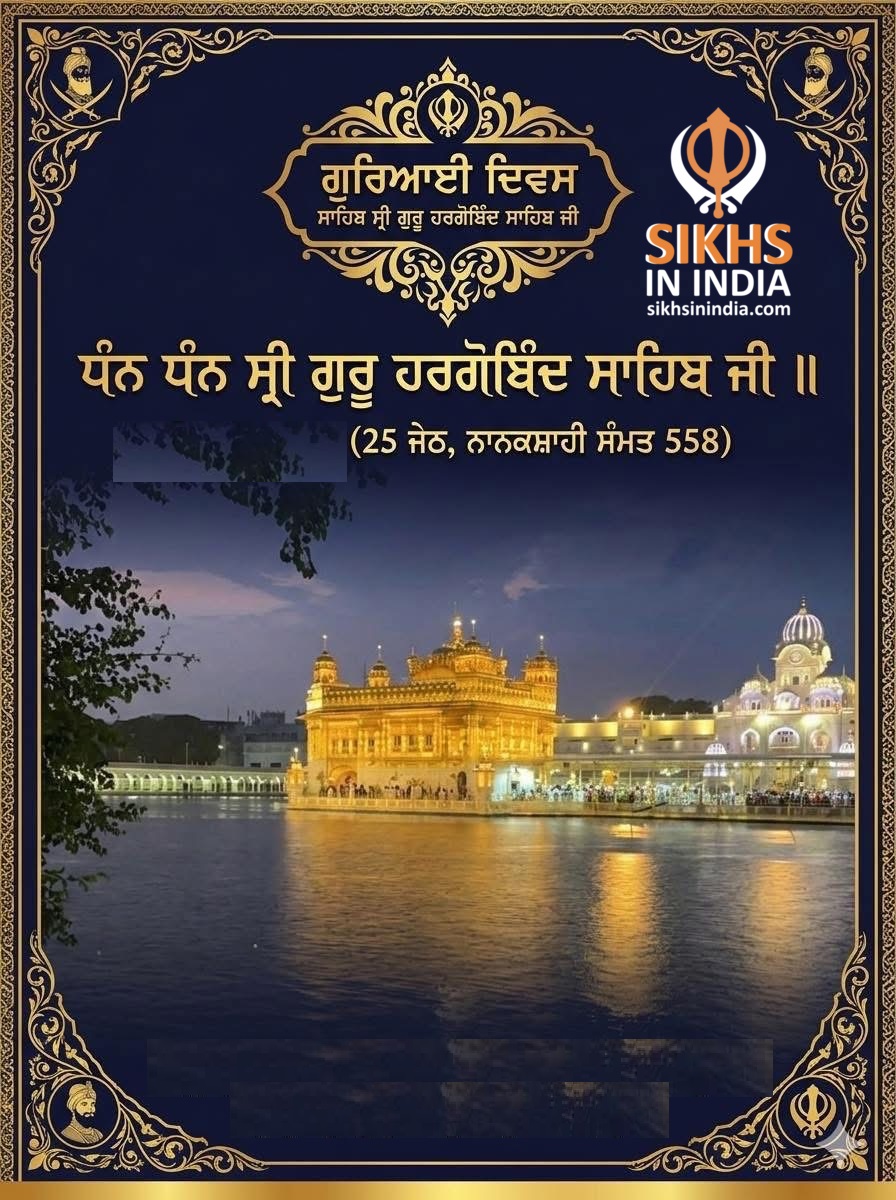 ਗੁਰਿਆਈ ਦਿਵਸ
ਸਾਹਿਬ ਸ੍ਰੀ ਗੁਰੂ ਹਰਗੋਬਿੰਦ ਸਾਹਿਬ ਜੀ
SIKHS
IN INDIA
sikhsinindia.com
ਧੰਨ ਧੰਨ ਸ੍ਰੀ ਗੁਰੂ ਹਰਗੋਬਿੰਦ ਸਾਹਿਬ ਜੀ ॥
(25 ਜੇਠ, ਨਾਨਕਸ਼ਾਹੀ ਸੰਮਤ 558)